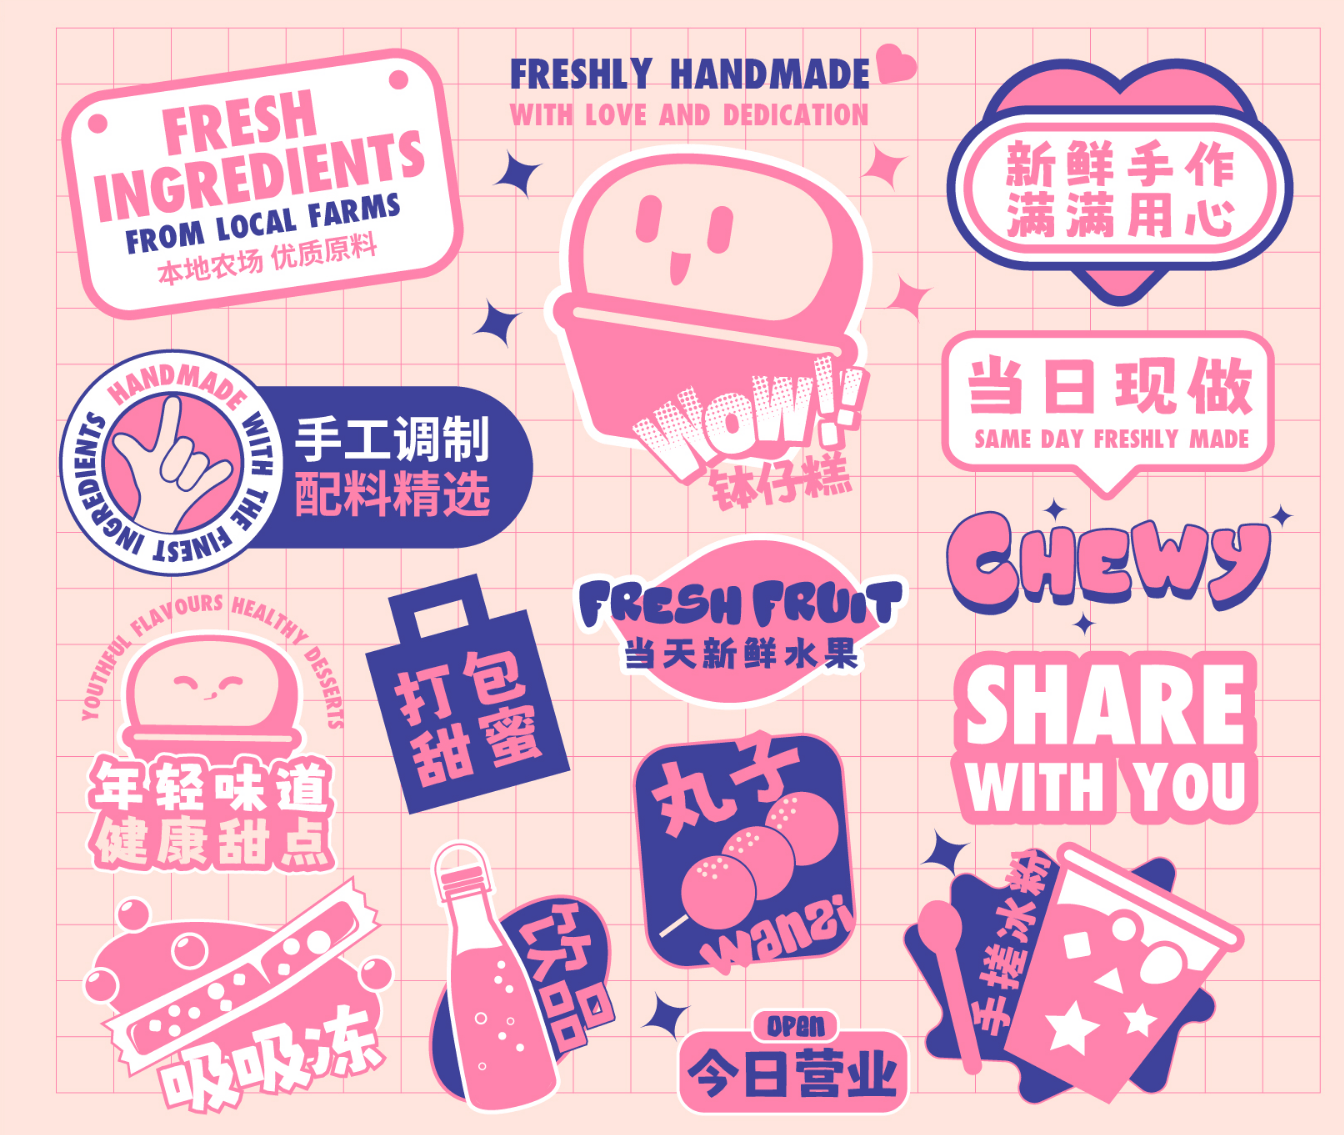 FRESH
INGREDIENTS
FROM LOCAL FARMS
本地农场 优质原料
FRESHLY HANDMADE
WITH LOVE AND DEDICATION
新鲜手作
满满用心
WOW!!
钵仔糕
当日现做
SAME DAY FRESHLY MADE
HANDMADE WITH THE FINEST INGREDIENTS
手工调制
配料精选
CHEWY
FRESH FRUIT
当天新鲜水果
YOUTHFUL FLAVOURS HEALTHY DESSERTS
年轻味道
健康甜点
打包
甜蜜
SHARE
WITH YOU
丸子
Wanzi
吸吸冻
饮品
手搓冰粉
OPEN
今日营业